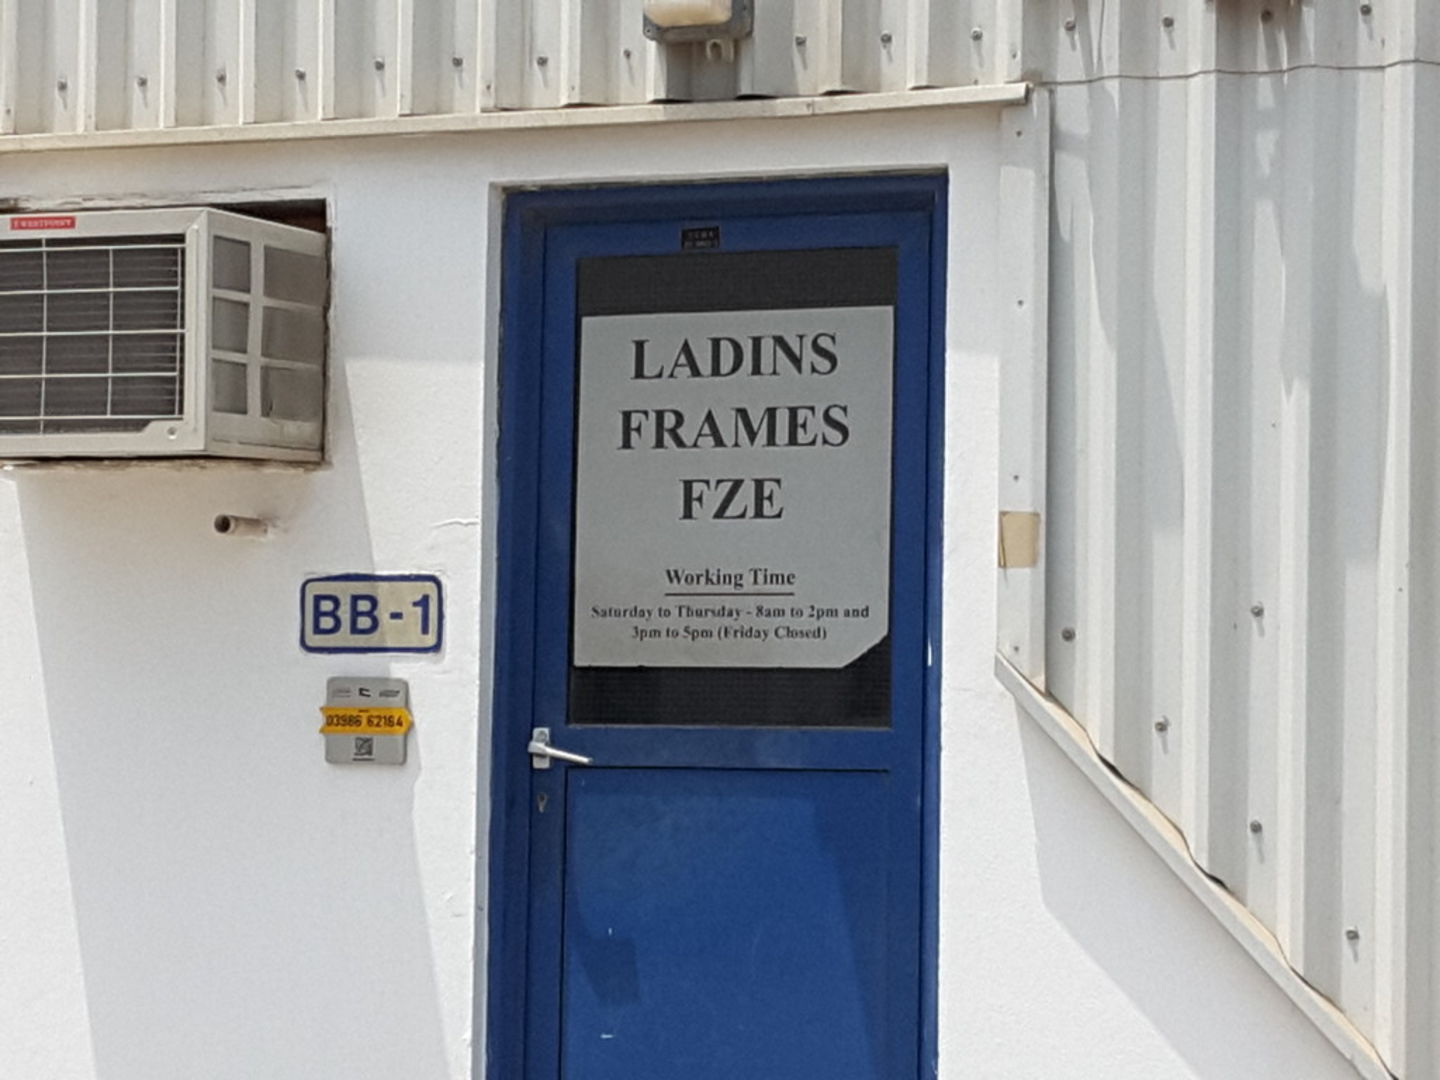 WESTPOINT
LADINS
FRAMES
FZE
Working Time
Saturday to Thursday - 8am to 2pm and
3pm to 5pm (Friday Closed)
BB-1
03986 62164